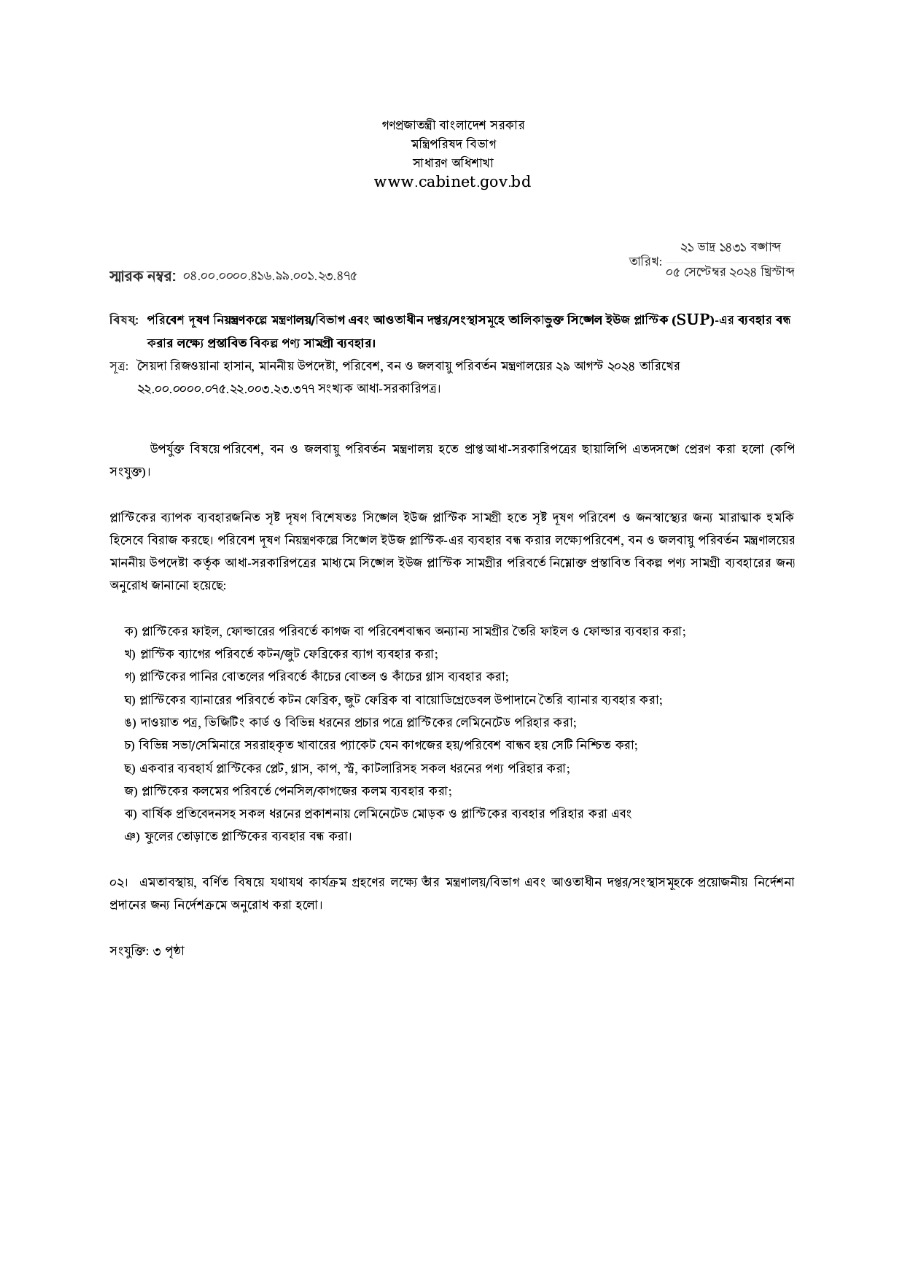 গণপ্রজাতন্ত্রী বাংলাদেশ সরকার
মন্ত্রিপরিষদ বিভাগ
সাধারণ অধিশাখা
www.cabinet.gov.bd
২১ ভাদ্র ১৪৩১ বঙ্গাব্দ
তারিখ:
০৫ সেপ্টেম্বর ২০২৪ খ্রিস্টাব্দ
স্মারক নম্বর: ০৪.০০.০০০০.৪১৬.৯৯.০০১.২৩.৪৭৫
বিষয়: পরিবেশ দূষণ নিয়ন্ত্রণকল্পে মন্ত্রণালয়/বিভাগ এবং আওতাধীন দপ্তর/সংস্থাসমূহে তালিকাভুক্ত সিঙ্গেল ইউজ প্লাস্টিক (SUP)-এর ব্যবহার বন্ধ
করার লক্ষ্যে প্রস্তাবিত বিকল্প পণ্য সামগ্রী ব্যবহার।
সূত্র: সৈয়দা রিজওয়ানা হাসান, মাননীয় উপদেষ্টা, পরিবেশ, বন ও জলবায়ু পরিবর্তন মন্ত্রণালয়ের ২৯ আগস্ট ২০২৪ তারিখের
২২.০০.০০০০.০৭৫.২২.০০৩.২৩.৩৭৭ সংখ্যক আধা-সরকারিপত্র।
উপর্যুক্ত বিষয়ে পরিবেশ, বন ও জলবায়ু পরিবর্তন মন্ত্রণালয় হতে প্রাপ্ত আধা-সরকারিপত্রের ছায়ালিপি এতদসঙ্গে প্রেরণ করা হলো (কপি
সংযুক্ত)।
প্লাস্টিকের ব্যাপক ব্যবহারজনিত সৃষ্ট দূষণ বিশেষতঃ সিঙ্গেল ইউজ প্লাস্টিক সামগ্রী হতে সৃষ্ট দূষণ পরিবেশ ও জনস্বাস্থ্যের জন্য মারাত্মাক হুমকি
হিসেবে বিরাজ করছে। পরিবেশ দূষণ নিয়ন্ত্রণকল্পে সিঙ্গেল ইউজ প্লাস্টিক-এর ব্যবহার বন্ধ করার লক্ষ্যেপরিবেশ, বন ও জলবায়ু পরিবর্তন মন্ত্রণালয়ের
মাননীয় উপদেষ্টা কর্তৃক আধা-সরকারিপত্রের মাধ্যমে সিঙ্গেল ইউজ প্লাস্টিক সামগ্রীর পরিবর্তে নিম্নোক্ত প্রস্তাবিত বিকল্প পণ্য সামগ্রী ব্যবহারের জন্য
অনুরোধ জানানো হয়েছে:
ক) প্লাস্টিকের ফাইল, ফোল্ডারের পরিবর্তে কাগজ বা পরিবেশবান্ধব অন্যান্য সামগ্রীর তৈরি ফাইল ও ফোল্ডার ব্যবহার করা;
খ) প্লাস্টিক ব্যাগের পরিবর্তে কটন/জুট ফেব্রিকের ব্যাগ ব্যবহার করা;
গ) প্লাস্টিকের পানির বোতলের পরিবর্তে কাঁচের বোতল ও কাঁচের গ্লাস ব্যবহার করা;
ঘ) প্লাস্টিকের ব্যানারের পরিবর্তে কটন ফেব্রিক, জুট ফেব্রিক বা বায়োডিগ্রেডেবল উপাদানে তৈরি ব্যানার ব্যবহার করা;
ঙ) দাওয়াত পত্র, ভিজিটিং কার্ড ও বিভিন্ন ধরনের প্রচার পত্রে প্লাস্টিকের লেমিনেটেড পরিহার করা;
চ) বিভিন্ন সভা/সেমিনারে সররাহকৃত খাবারের প্যাকেট যেন কাগজের হয়/পরিবেশ বান্ধব হয় সেটি নিশ্চিত করা;
ছ) একবার ব্যবহার্য প্লাস্টিকের প্লেট, গ্লাস, কাপ, স্ট্র, কাটলারিসহ সকল ধরনের পণ্য পরিহার করা;
জ) প্লাস্টিকের কলমের পরিবর্তে পেনসিল/কাগজের কলম ব্যবহার করা;
ঝ) বার্ষিক প্রতিবেদনসহ সকল ধরনের প্রকাশনায় লেমিনেটেড মোড়ক ও প্লাস্টিকের ব্যবহার পরিহার করা এবং
ঞ) ফুলের তোড়াতে প্লাস্টিকের ব্যবহার বন্ধ করা।
০২। এমতাবস্থায়, বর্ণিত বিষয়ে যথাযথ কার্যক্রম গ্রহণের লক্ষ্যে তাঁর মন্ত্রণালয়/বিভাগ এবং আওতাধীন দপ্তর/সংস্থাসমূহকে প্রয়োজনীয় নির্দেশনা
প্রদানের জন্য নির্দেশক্রমে অনুরোধ করা হলো।
সংযুক্তি: ৩ পৃষ্ঠা